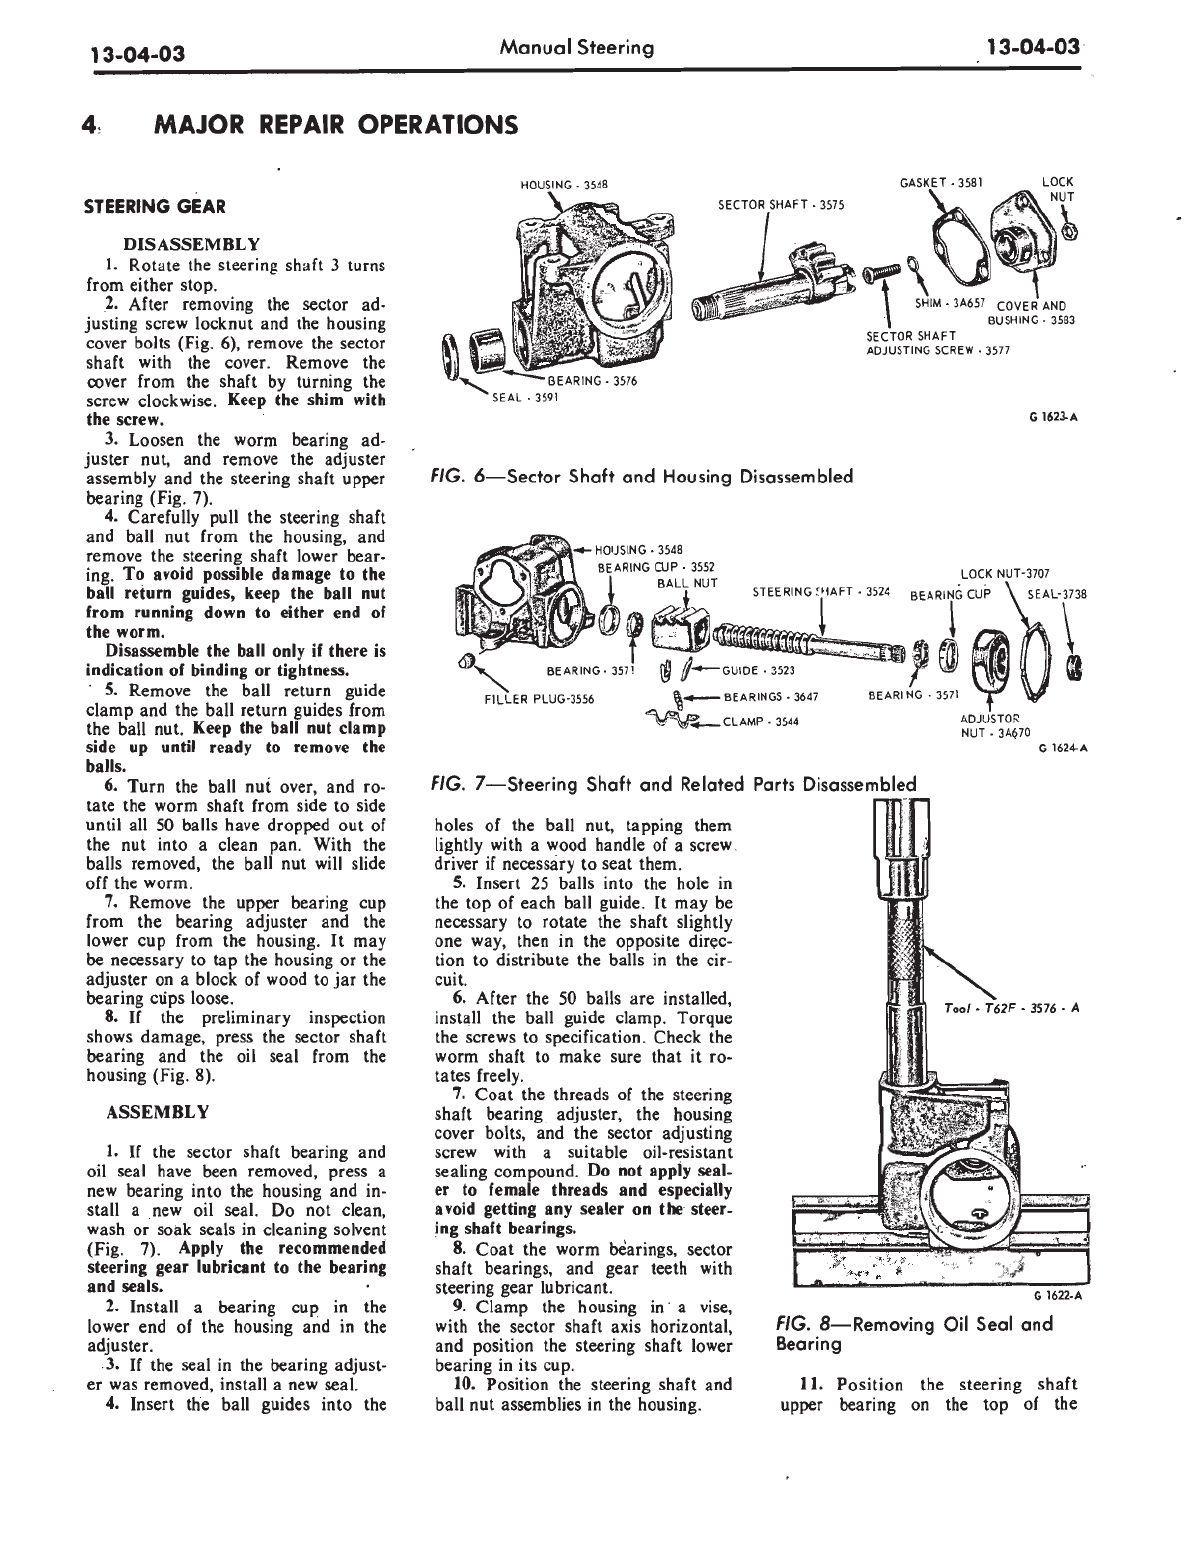 13-04-03
Manual Steering
13-04-03
4. MAJOR REPAIR OPERATIONS
STEERING GEAR
DISASSEMBLY
1. Rotate the steering shaft 3 turns
from either stop.
2. After removing the sector ad-
justing screw locknut and the housing
cover bolts (Fig. 6), remove the sector
shaft with the cover. Remove the
cover from the shaft by turning the
screw clockwise. Keep the shim with
the screw.
3. Loosen the worm bearing ad-
juster nut, and remove the adjuster
assembly and the steering shaft upper
bearing (Fig. 7).
4. Carefully pull the steering shaft
and ball nut from the housing, and
remove the steering shaft lower bear-
ing. To avoid possible damage to the
ball return guides, keep the ball nut
from running down to either end of
the worm.
Disassemble the ball only if there is
indication of binding or tightness.
5. Remove the ball return guide
clamp and the ball return guides from
the ball nut. Keep the ball nut clamp
side up until ready to remove the
balls.
6. Turn the ball nut over, and ro-
tate the worm shaft from side to side
until all 50 balls have dropped out of
the nut into a clean pan. With the
balls removed, the ball nut will slide
off the worm.
7. Remove the upper bearing cup
from the bearing adjuster and the
lower cup from the housing. It may
be necessary to tap the housing or the
adjuster on a block of wood to jar the
bearing cups loose.
8. If the preliminary inspection
shows damage, press the sector shaft
bearing and the oil seal from the
housing (Fig. 8).
ASSEMBLY
1. If the sector shaft bearing and
oil seal have been removed, press a
new bearing into the housing and in-
stall a new oil seal. Do not clean,
wash or soak seals in cleaning solvent
(Fig. 7). Apply the recommended
steering gear lubricant to the bearing
and seals.
2. Install a bearing cup in the
lower end of the housing and in the
adjuster.
3. If the seal in the bearing adjust-
er was removed, install a new seal.
4. Insert the ball guides into the
HOUSING - 3548
SECTOR SHAFT - 3575
GASKET - 3581
LOCK
NUT
SHIM - 3A657
COVER AND
BUSHING - 3583
SECTOR SHAFT
ADJUSTING SCREW - 3577
BEARING - 3576
SEAL - 3591
G 1623-A
FIG. 6—Sector Shaft and Housing Disassembled
HOUSING - 3548
BEARING CUP - 3552
BALL NUT
STEERING SHAFT - 3524
BEARING CUP
LOCK NUT-3707
SEAL-3738
BEARING - 3571
GUIDE - 3523
FILLER PLUG-3556
BEARINGS - 3647
BEARING - 3571
CLAMP - 3544
ADJUSTOR
NUT - 3A670
G 1624-A
FIG. 7—Steering Shaft and Related Parts Disassembled
holes of the ball nut, tapping them
lightly with a wood handle of a screw
driver if necessary to seat them.
5. Insert 25 balls into the hole in
the top of each ball guide. It may be
necessary to rotate the shaft slightly
one way, then in the opposite direc-
tion to distribute the balls in the cir-
cuit.
6. After the 50 balls are installed,
install the ball guide clamp. Torque
the screws to specification. Check the
worm shaft to make sure that it ro-
tates freely.
7. Coat the threads of the steering
shaft bearing adjuster, the housing
cover bolts, and the sector adjusting
screw with a suitable oil-resistant
sealing compound. Do not apply seal-
er to female threads and especially
avoid getting any sealer on the steer-
ing shaft bearings.
8. Coat the worm bearings, sector
shaft bearings, and gear teeth with
steering gear lubricant.
9. Clamp the housing in a vise,
with the sector shaft axis horizontal,
and position the steering shaft lower
bearing in its cup.
10. Position the steering shaft and
ball nut assemblies in the housing.
Tool - T62F - 3576 - A
G 1622-A
FIG. 8—Removing Oil Seal and
Bearing
11. Position the steering shaft
upper bearing on the top of the